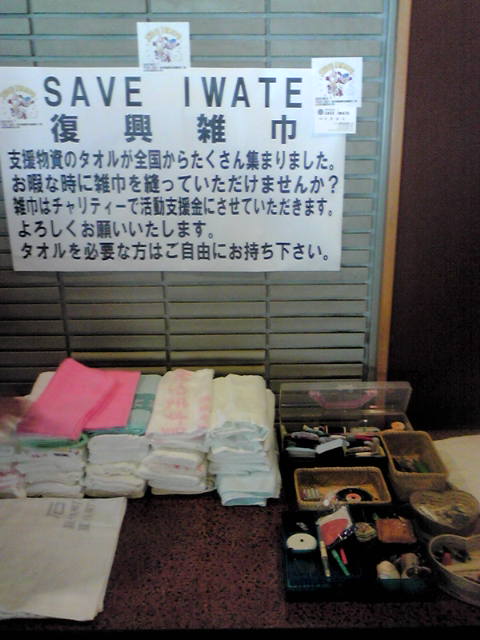 SAVE IWATE
復興雑巾
支援物資のタオルが全国からたくさん集まりました。
お暇な時に雑巾を縫っていただけませんか？
雑巾はチャリティーで活動支援金にさせていただきます。
よろしくお願いいたします。
タオルを必要な方はご自由にお持ち下さい。
SAVE IWATE